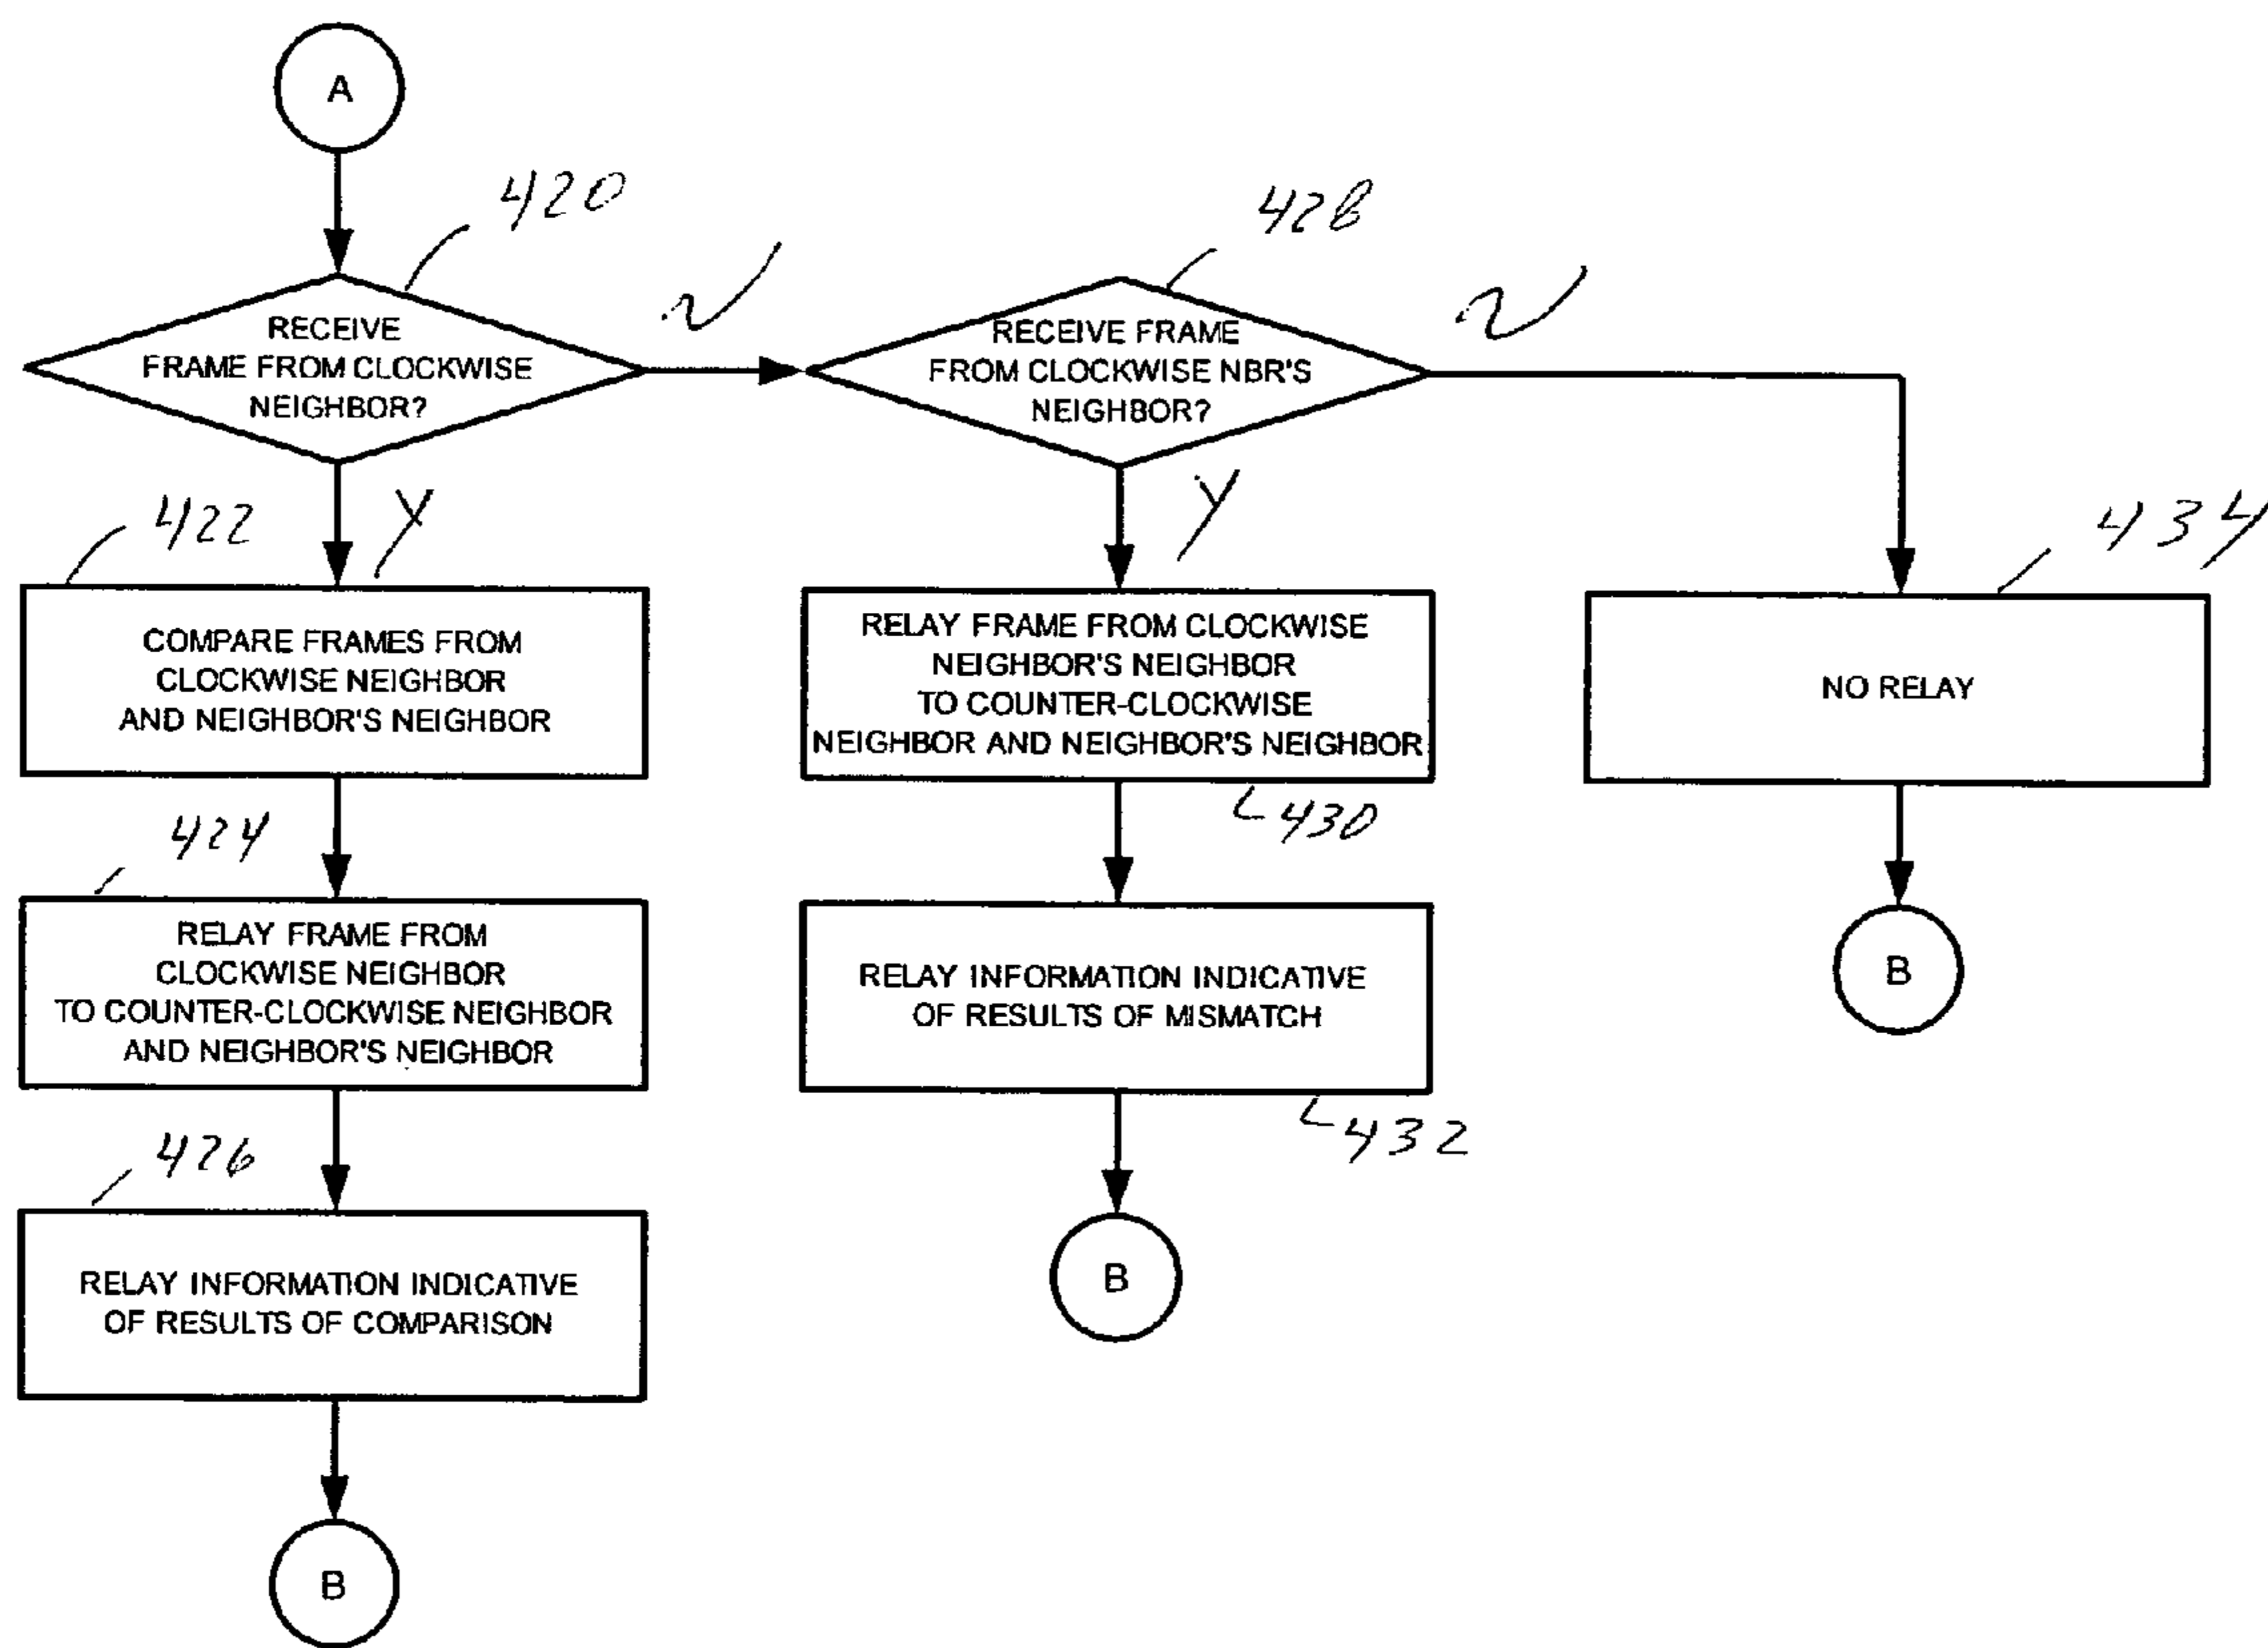 A
420
428
N
N
RECEIVE
FRAME FROM CLOCKWISE
NEIGHBOR?
RECEIVE FRAME
FROM CLOCKWISE NBR'S
NEIGHBOR?
422
Y
Y
434
COMPARE FRAMES FROM
CLOCKWISE NEIGHBOR
AND NEIGHBOR'S NEIGHBOR
RELAY FRAME FROM CLOCKWISE
NEIGHBOR'S NEIGHBOR
TO COUNTER-CLOCKWISE
NEIGHBOR AND NEIGHBOR'S NEIGHBOR
NO RELAY
424
430
RELAY FRAME FROM
CLOCKWISE NEIGHBOR
TO COUNTER-CLOCKWISE NEIGHBOR
AND NEIGHBOR'S NEIGHBOR
RELAY INFORMATION INDICATIVE
OF RESULTS OF MISMATCH
B
426
432
RELAY INFORMATION INDICATIVE
OF RESULTS OF COMPARISON
B
B